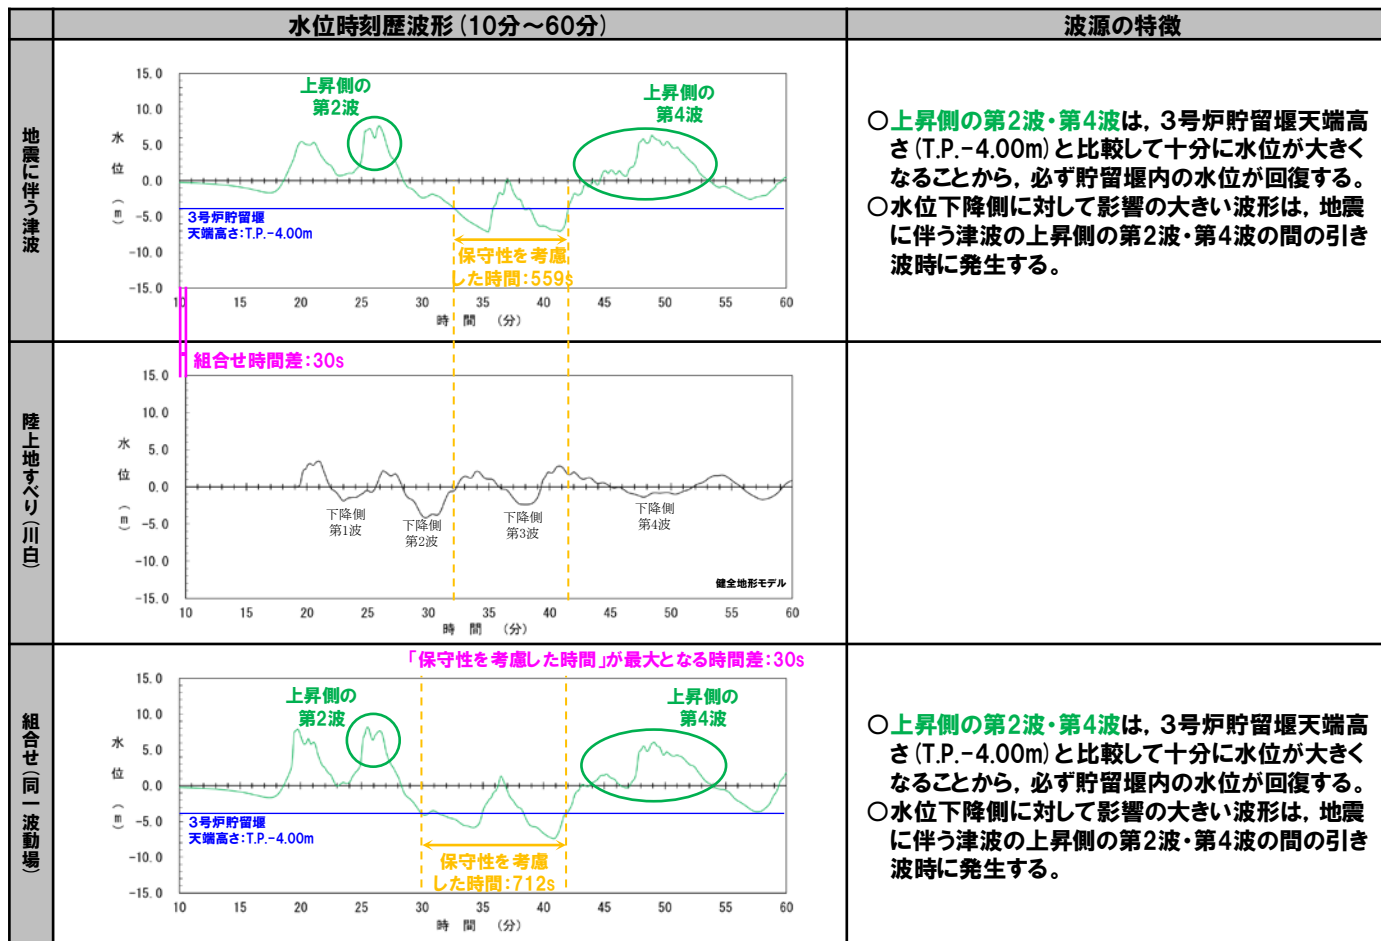 水位時刻歴波形（10分～60分）
波源の特徴
地震に伴う津波
15.0
10.0
5.0
0.0
-5.0
-10.0
-15.0
水位（m）
上昇側の
第2波
上昇側の
第4波
3号炉貯留堰
天端高さ：T.P.-4.00m
保守性を考慮
した時間：559s
10 15 20 25 30 35 40 45 50 55 60
時 間 （分）
○上昇側の第2波・第4波は，3号炉貯留堰天端高
さ（T.P.-4.00m）と比較して十分に水位が大きく
なることから，必ず貯留堰内の水位が回復する。
○水位下降側に対して影響の大きい波形は，地震
に伴う津波の上昇側の第2波・第4波の間の引き
波時に発生する。
組合せ時間差：30s
陸上地すべり（川白）
15.0
10.0
5.0
0.0
-5.0
-10.0
-15.0
水位（m）
下降側
第1波
下降側
第2波
下降側
第3波
下降側
第4波
健全地形モデル
10 15 20 25 30 35 40 45 50 55 60
時 間 （分）
組合せ（同一波動場）
「保守性を考慮した時間」が最大となる時間差：30s
15.0
10.0
5.0
0.0
-5.0
-10.0
-15.0
水位（m）
上昇側の
第2波
上昇側の
第4波
3号炉貯留堰
天端高さ：T.P.-4.00m
保守性を考慮
した時間：712s
10 15 20 25 30 35 40 45 50 55 60
時 間 （分）
○上昇側の第2波・第4波は，3号炉貯留堰天端高
さ（T.P.-4.00m）と比較して十分に水位が大きく
なることから，必ず貯留堰内の水位が回復する。
○水位下降側に対して影響の大きい波形は，地震
に伴う津波の上昇側の第2波・第4波の間の引き
波時に発生する。